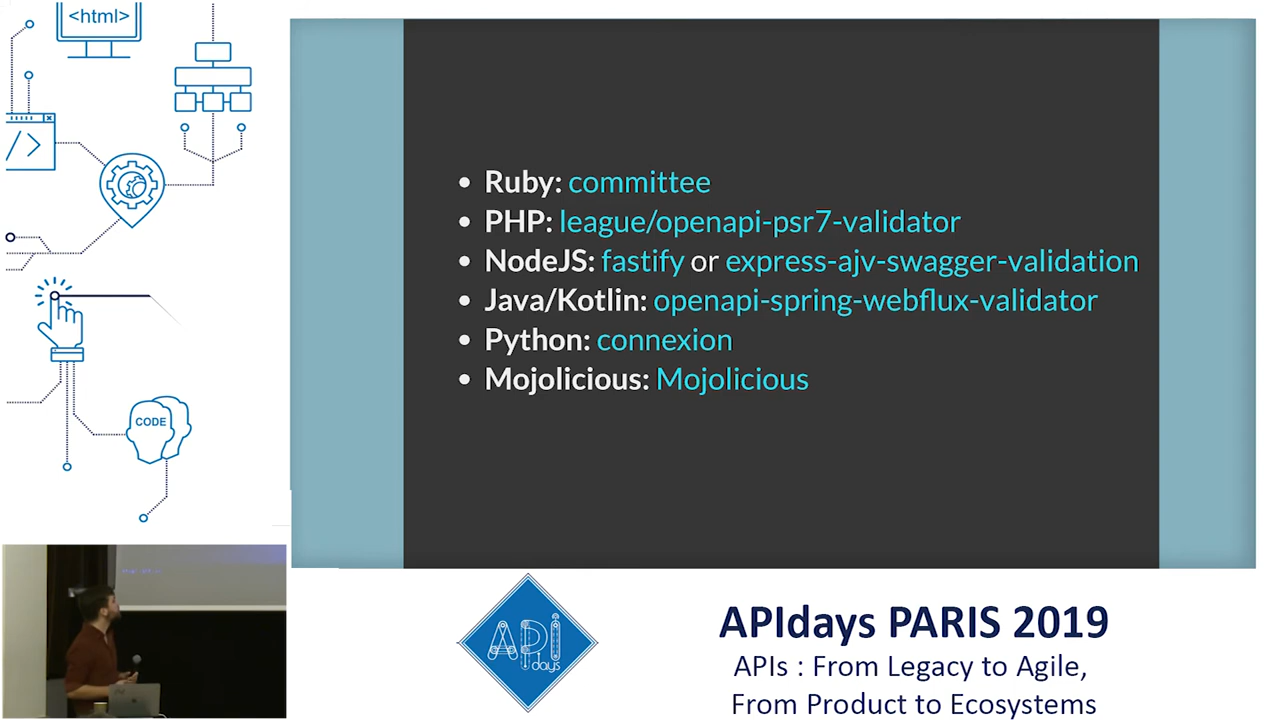 <html>
/>
CODE
Ruby: committee
PHP: league/openapi-psr7-validator
NodeJS: fastify or express-ajv-swagger-validation
Java/Kotlin: openapi-spring-webflux-validator
Python: connexion
Mojolicious: Mojolicious
API
days
APIdays PARIS 2019
APIs : From Legacy to Agile,
From Product to Ecosystems